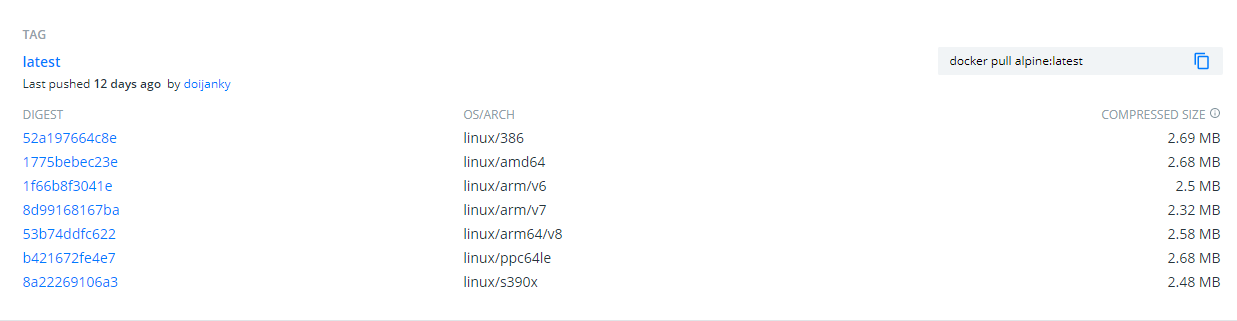 TAG
latest
docker pull alpine:latest
Last pushed 12 days ago by doijanky
DIGEST OS/ARCH COMPRESSED SIZE
52a197664c8e linux/386 2.69 MB
1775bebec23e linux/amd64 2.68 MB
1f66b8f3041e linux/arm/v6 2.5 MB
8d99168167ba linux/arm/v7 2.32 MB
53b74ddfc622 linux/arm64/v8 2.58 MB
b421672fe4e7 linux/ppc64le 2.68 MB
8a22269106a3 linux/s390x 2.48 MB